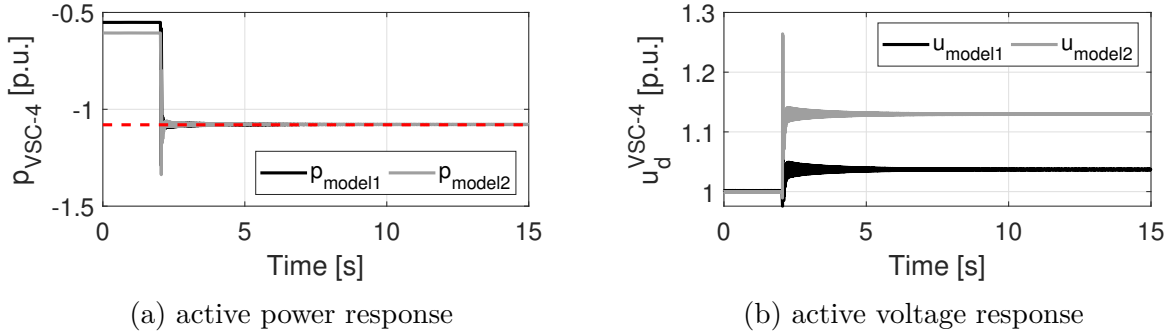 -0.5
-1
-1.5
0 5 10 15
Time [s]
p_VSC-4 [p.u.]
p_model1 p_model2
(a) active power response
1.3
1.2
1.1
1
0 5 10 15
Time [s]
u_d^VSC-4 [p.u.]
u_model1 u_model2
(b) active voltage response